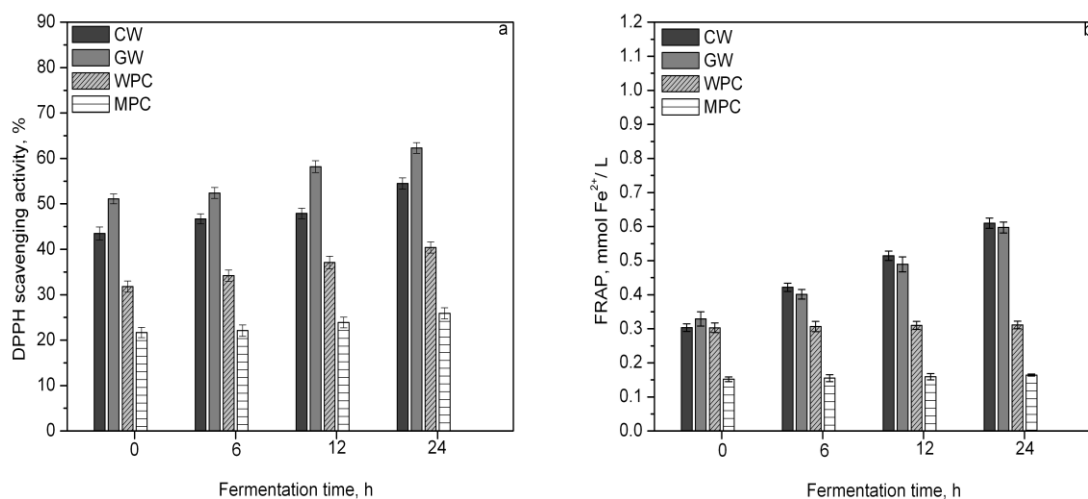 a
CW
GW
WPC
MPC
90
80
70
60
50
40
30
20
10
0
DPPH scavenging activity, %
0 6 12 24
Fermentation time, h
b
CW
GW
WPC
MPC
1.2
1.1
1.0
0.9
0.8
0.7
0.6
0.5
0.4
0.3
0.2
0.1
0.0
FRAP, mmol Fe²⁺/ L
0 6 12 24
Fermentation time, h